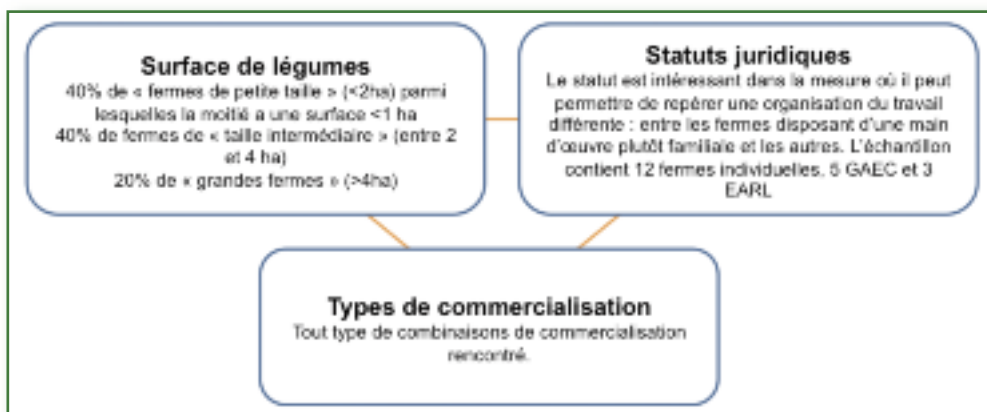 Surface de légumes
40% de « fermes de petite taille » (<2ha) parmi
lesquelles la moitié a une surface <1 ha
40% de fermes de « taille intermédiaire » (entre 2
et 4 ha)
20% de « grandes fermes » (>4ha)
Statuts juridiques
Le statut est intéressant dans la mesure où il peut
permettre de repérer une organisation du travail
différente : entre les fermes disposant d'une main
d'œuvre plutôt familiale et les autres. L'échantillon
contient 12 fermes individuelles, 5 GAEC et 3
EARL
Types de commercialisation
Tout type de combinaisons de commercialisation
rencontré.